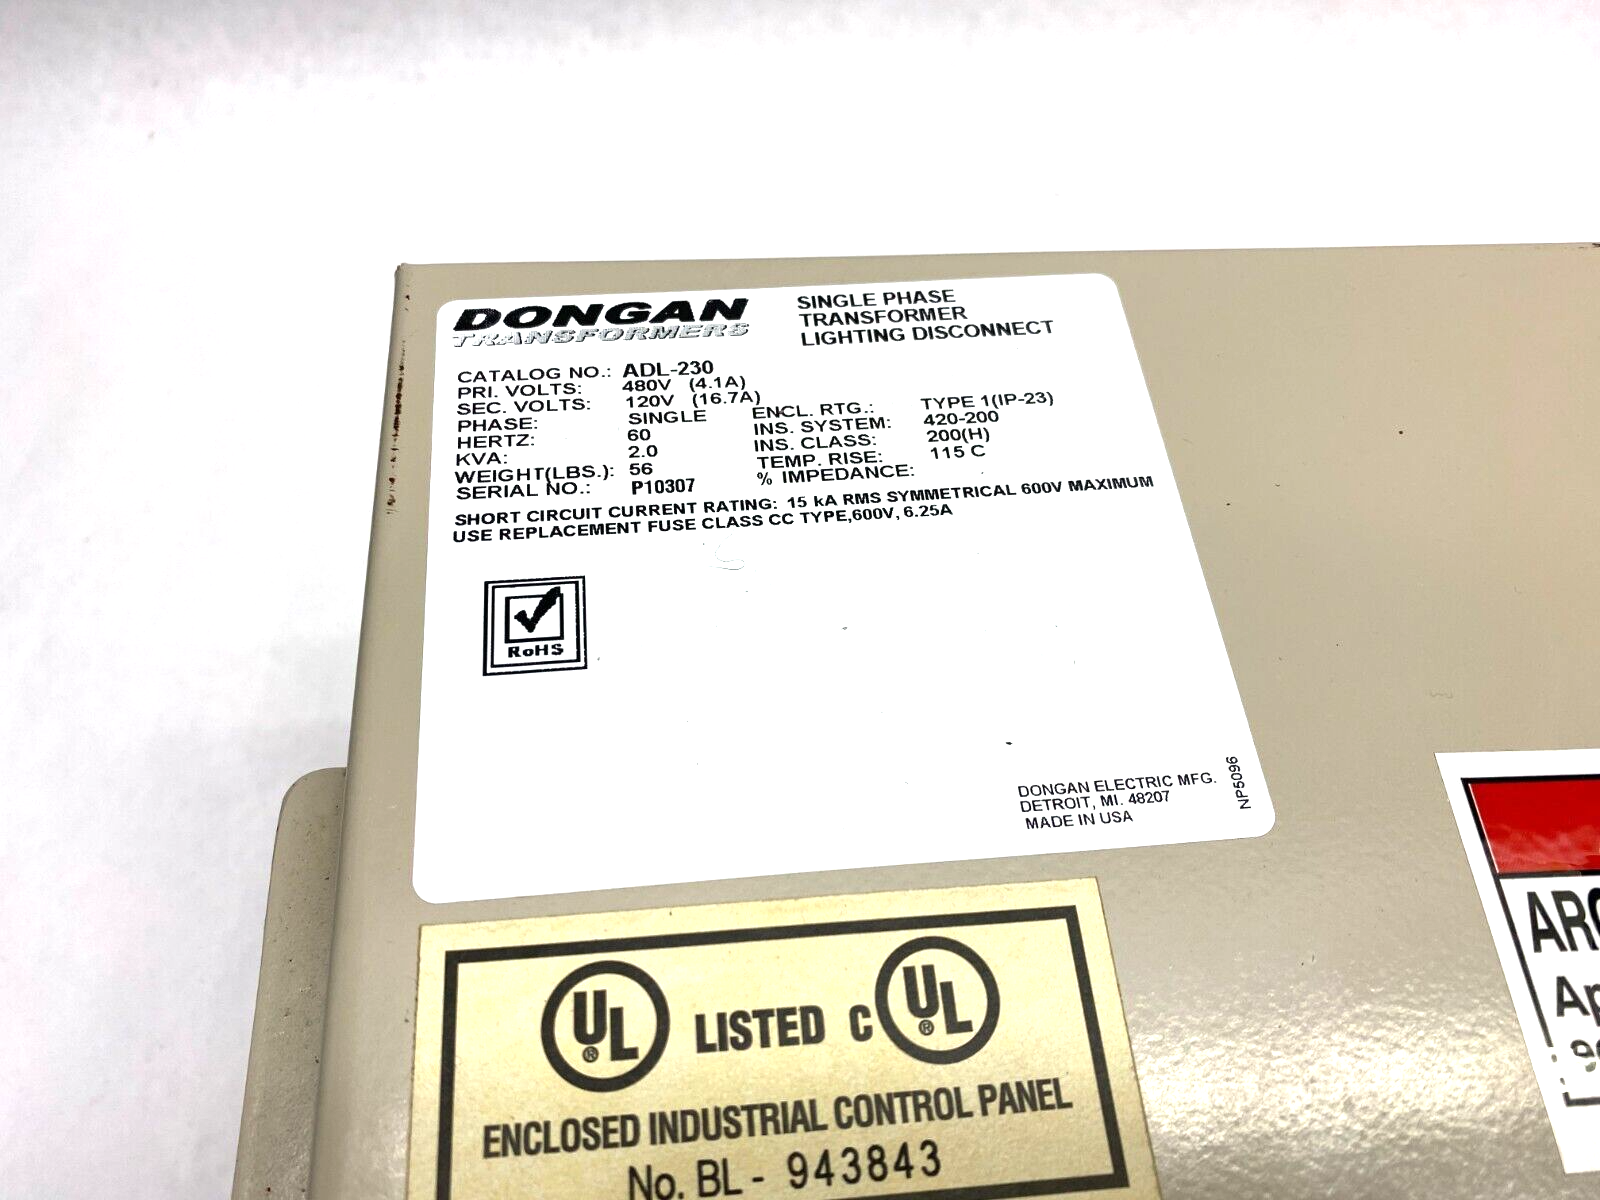 DONGAN
TRANSFORMERS
SINGLE PHASE
TRANSFORMER
LIGHTING DISCONNECT
CATALOG NO.: ADL-230
PRI. VOLTS: 480V (4.1A)
SEC. VOLTS: 120V (16.7A)
PHASE: SINGLE
HERTZ: 60
KVA: 2.0
WEIGHT(LBS.): 56
SERIAL NO.: P10307
ENCL. RTG.: TYPE 1(IP-23)
INS. SYSTEM: 420-200
INS. CLASS: 200(H)
TEMP. RISE: 115 C
% IMPEDANCE:
SHORT CIRCUIT CURRENT RATING: 15 kA RMS SYMMETRICAL 600V MAXIMUM
USE REPLACEMENT FUSE CLASS CC TYPE,600V, 6.25A
RoHS
DONGAN ELECTRIC MFG.
DETROIT, MI. 48207
MADE IN USA
NP5096
UL ® LISTED C UL ®
ENCLOSED INDUSTRIAL CONTROL PANEL
No. BL - 943843